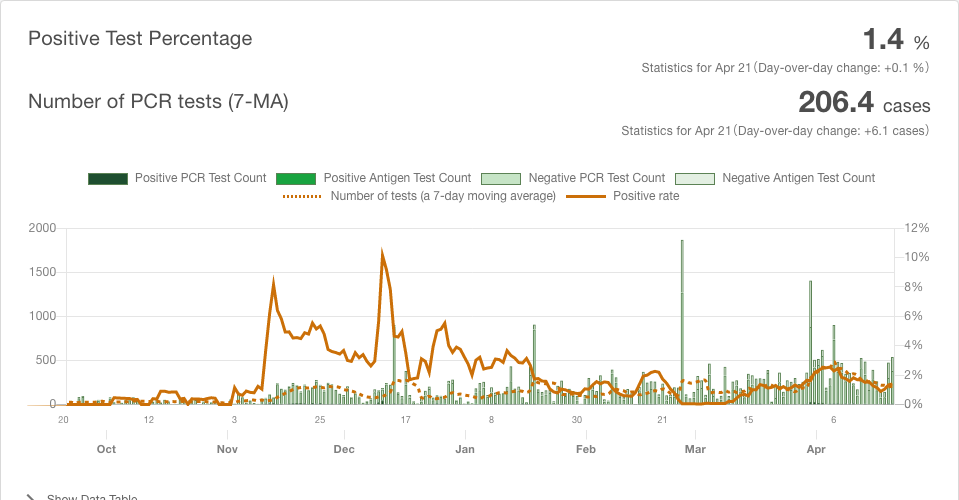 Positive Test Percentage
1.4 %
Statistics for Apr 21(Day-over-day change: +0.1 %)
Number of PCR tests (7-MA)
206.4 cases
Statistics for Apr 21(Day-over-day change: +6.1 cases)
Positive PCR Test Count Positive Antigen Test Count Negative PCR Test Count Negative Antigen Test Count
Number of tests (a 7-day moving average) Positive rate
2000 12%
10%
1500
8%
1000 6%
4%
500
2%
0 0%
20 12 3 25 17 8 30 21 15 6
Oct Nov Dec Jan Feb Mar Apr
Show Data Table